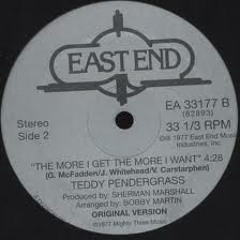 EAST END
Stereo
Side 2
EA 33177 B
(82893)
33 1/3 RPM
℗© 1977 East End Music
Industries, Inc.
"THE MORE I GET THE MORE I WANT" 4:28
(G. McFadden/J. Whitehead/V. Carstarphen)
TEDDY PENDERGRASS
Produced by: SHERMAN MARSHALL
Arranged by: BOBBY MARTIN
ORIGINAL VERSION
©1977 Mighty Three Music